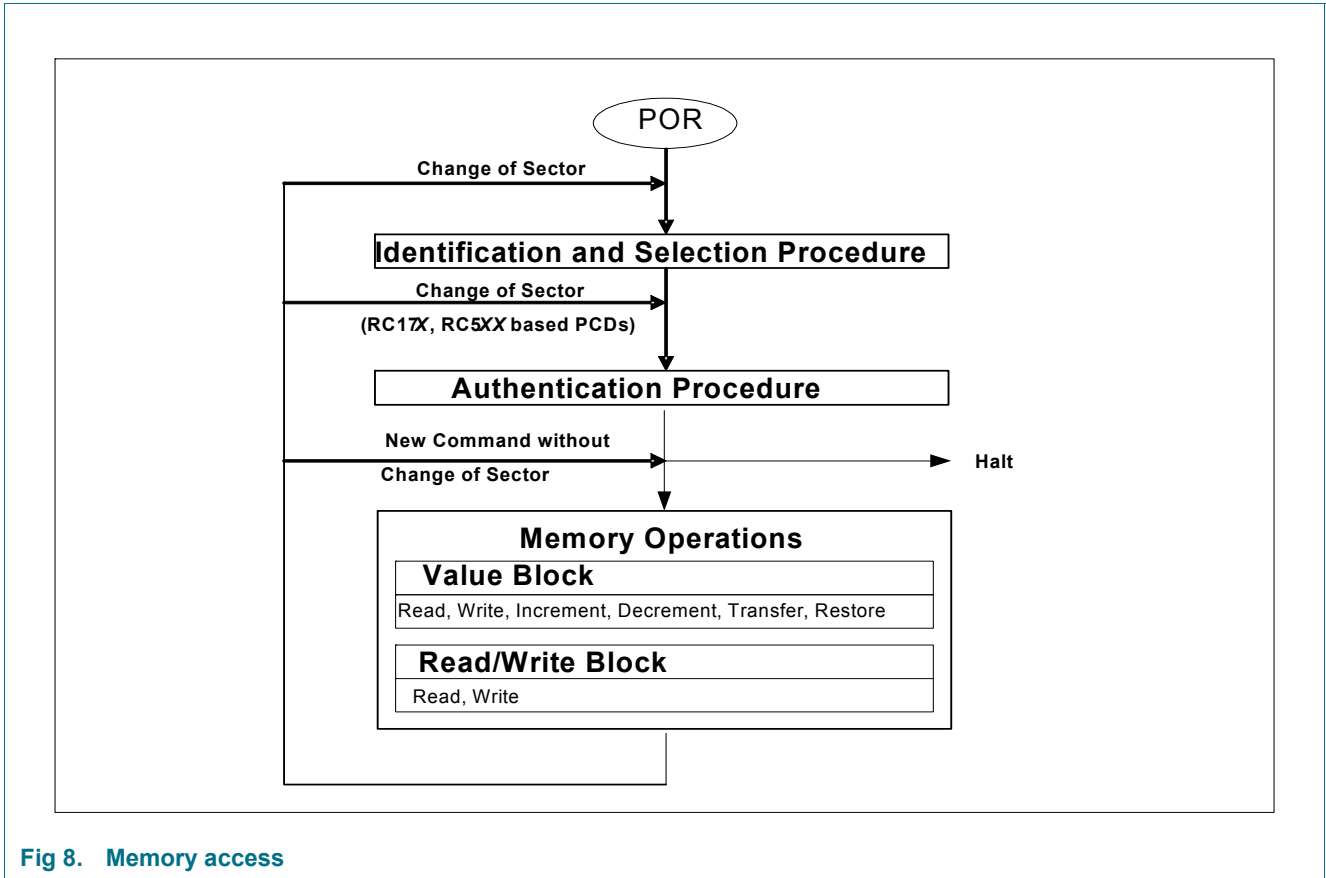 POR
Change of Sector
Identification and Selection Procedure
Change of Sector
(RC17X, RC5XX based PCDs)
Authentication Procedure
New Command without
Change of Sector
Halt
Memory Operations
Value Block
Read, Write, Increment, Decrement, Transfer, Restore
Read/Write Block
Read, Write
Fig 8. Memory access